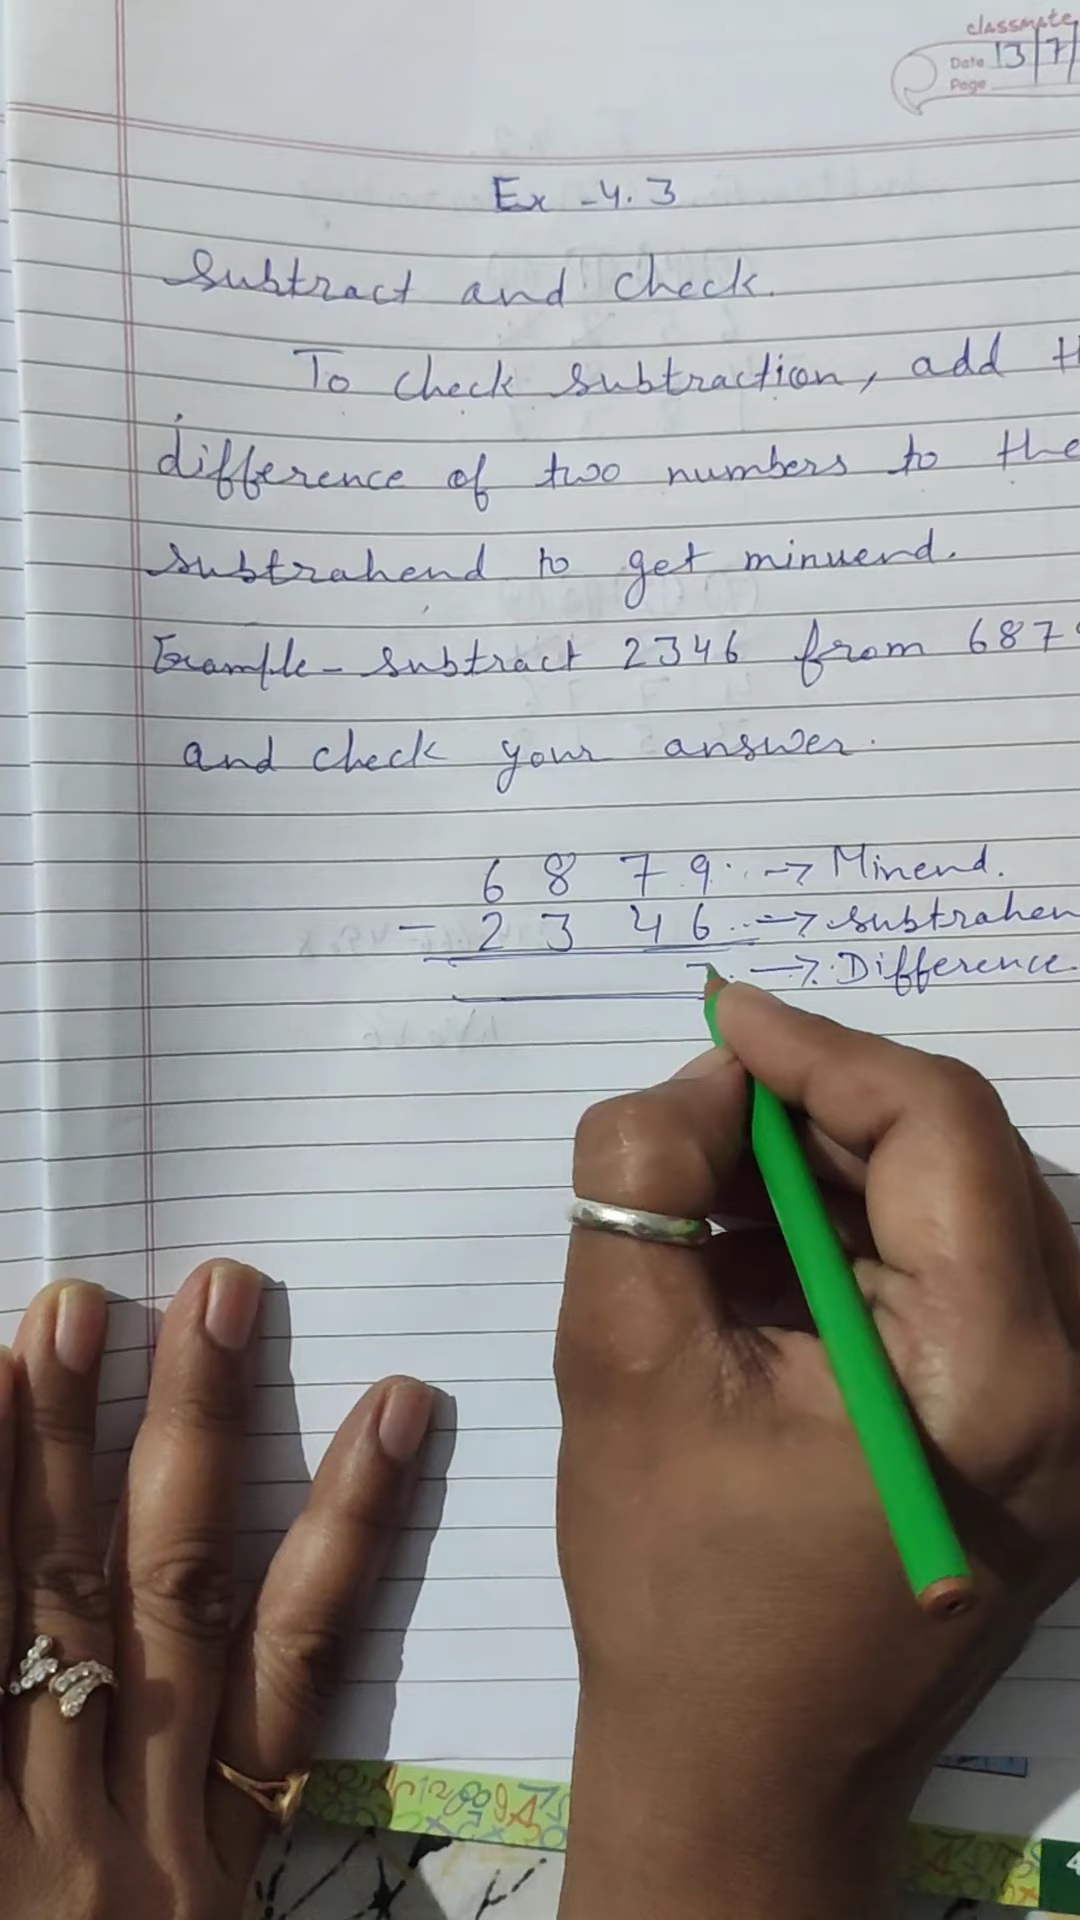 classmate
Date 13/7/
Page
Ex - 4.3
Subtract and check.
To check subtraction, add th
difference of two numbers to the
subtrahend to get minuend.
Example - subtract 2346 from 687
and check your answer.
6 8 7 9 → Minend.
- 2 3 4 6 → subtrahen
→ Difference.